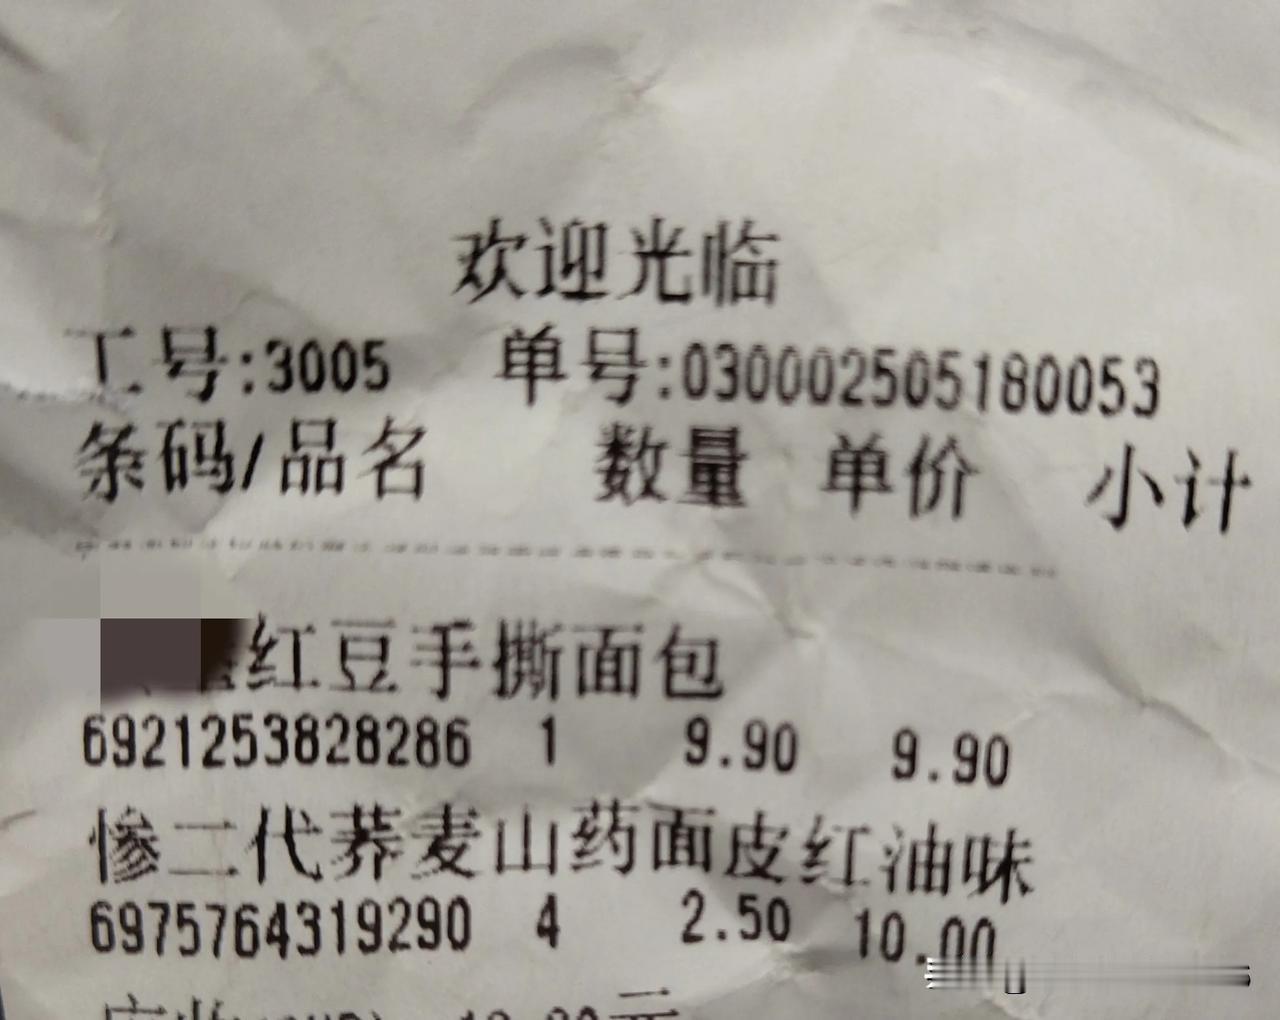 欢迎光临
工号:3005 单号:030002505180053
条码/品名 数量 单价 小计
红豆手撕面包
6921253828286 1 9.90 9.90
惨二代荞麦山药面皮红油味
6975764319290 4 2.50 10.00